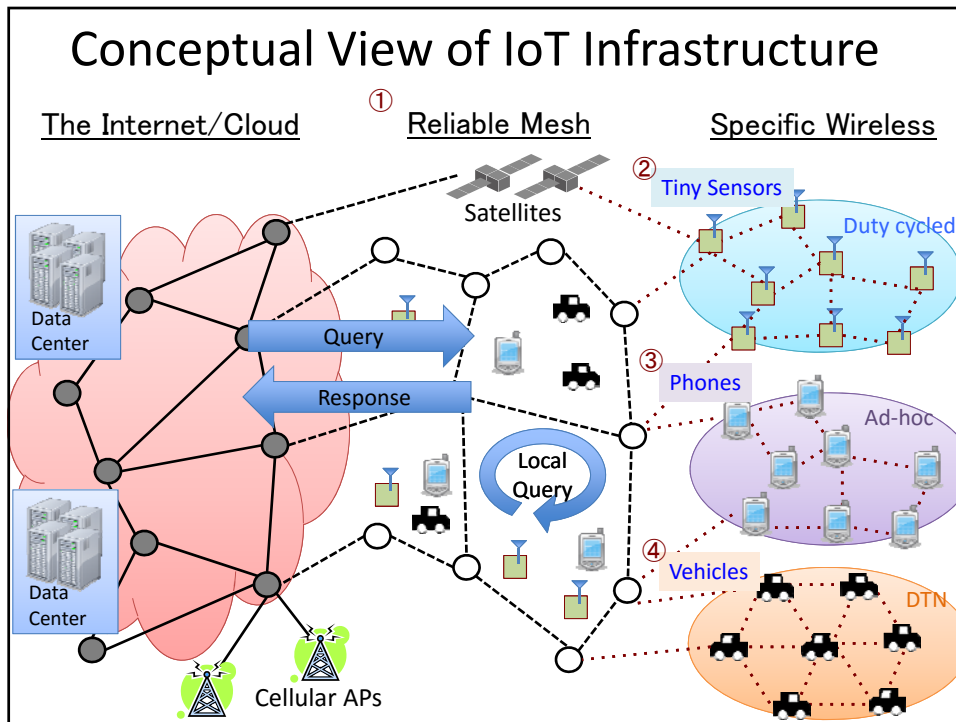 Conceptual View of IoT Infrastructure
①
The Internet/Cloud
Reliable Mesh
Specific Wireless
②
Tiny Sensors
Satellites
Duty cycled
Data
Center
Query
③
Phones
Response
Ad-hoc
Local
Query
④
Vehicles
Data
Center
DTN
Cellular APs